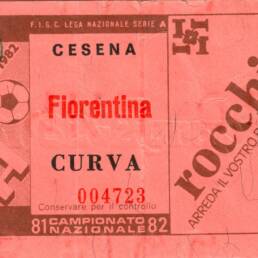 F.I.G.C. LEGA NAZIONALE SERIE A
1982
CESENA
Fiorentina
CURVA
004723
Conservare per il controllo
81 CAMPIONATO NAZIONALE 82
rocchi
ARREDA IL VOSTRO